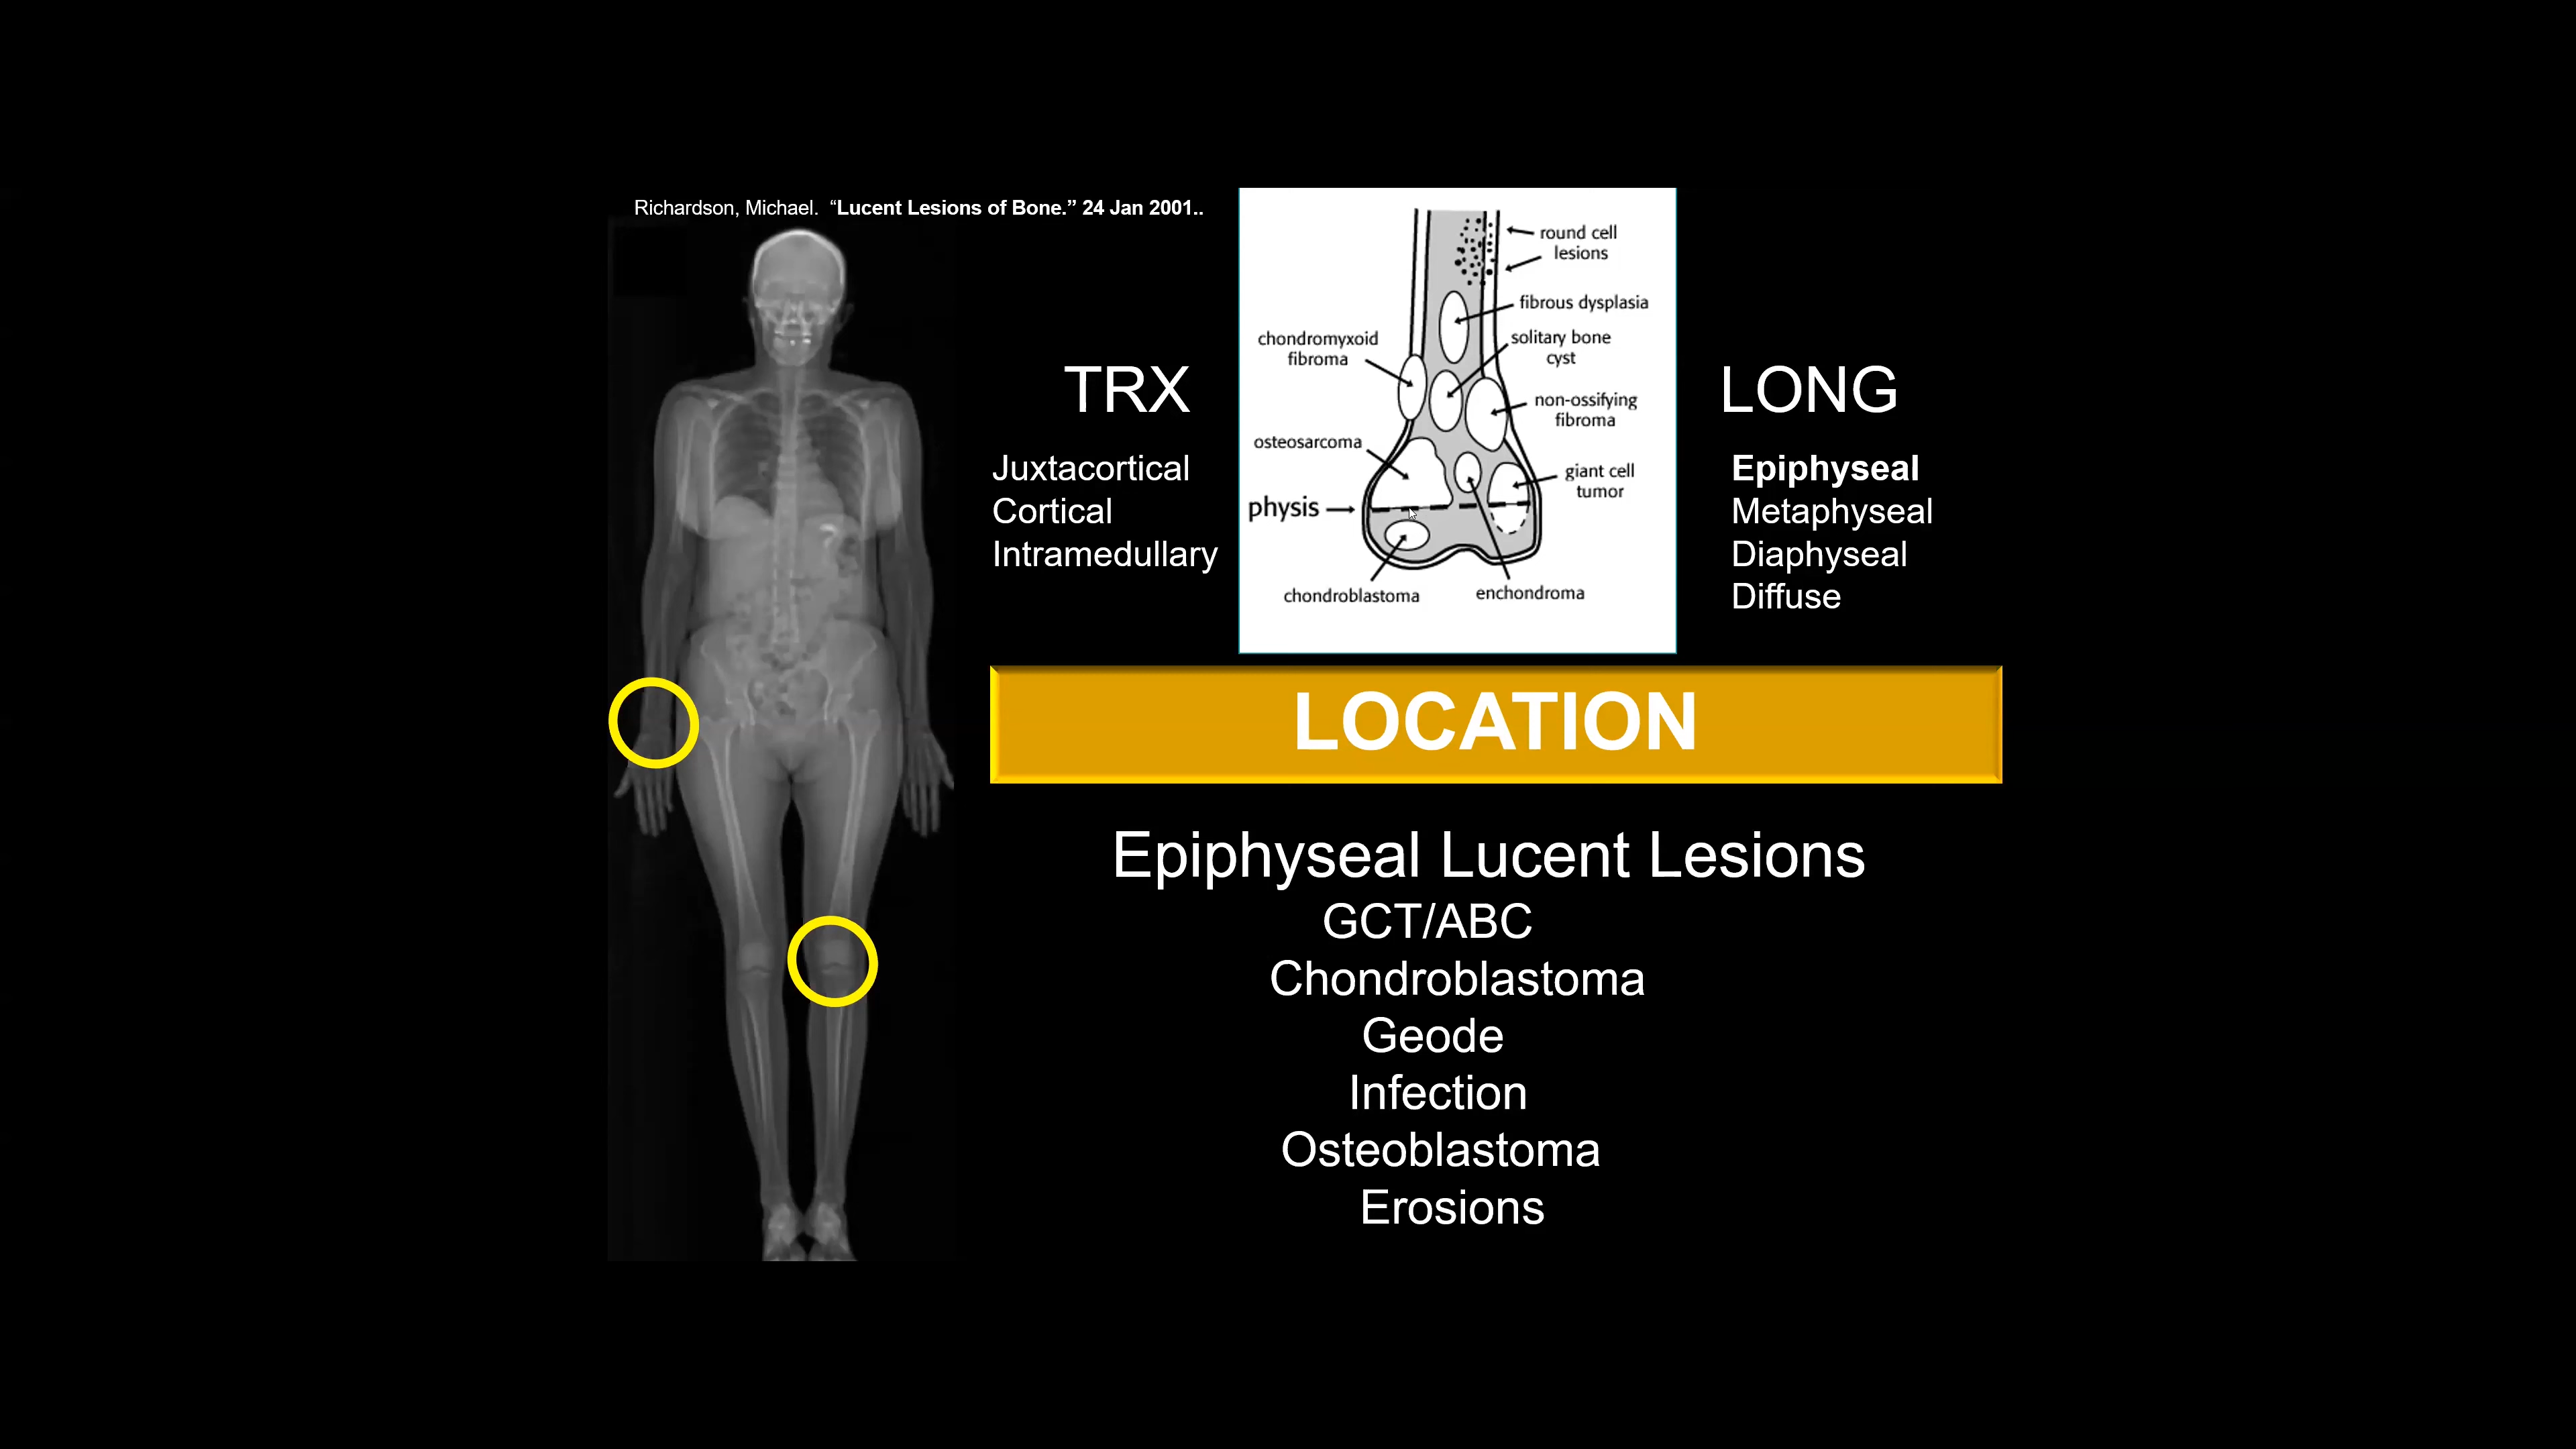 Richardson, Michael. “Lucent Lesions of Bone.” 24 Jan 2001..
TRX
Juxtacortical
Cortical
Intramedullary
round cell
lesions
fibrous dysplasia
chondromyxoid
fibroma
solitary bone
cyst
non-ossifying
fibroma
osteosarcoma
giant cell
tumor
physis
chondroblastoma
enchondroma
LONG
Epiphyseal
Metaphyseal
Diaphyseal
Diffuse
LOCATION
Epiphyseal Lucent Lesions
GCT/ABC
Chondroblastoma
Geode
Infection
Osteoblastoma
Erosions